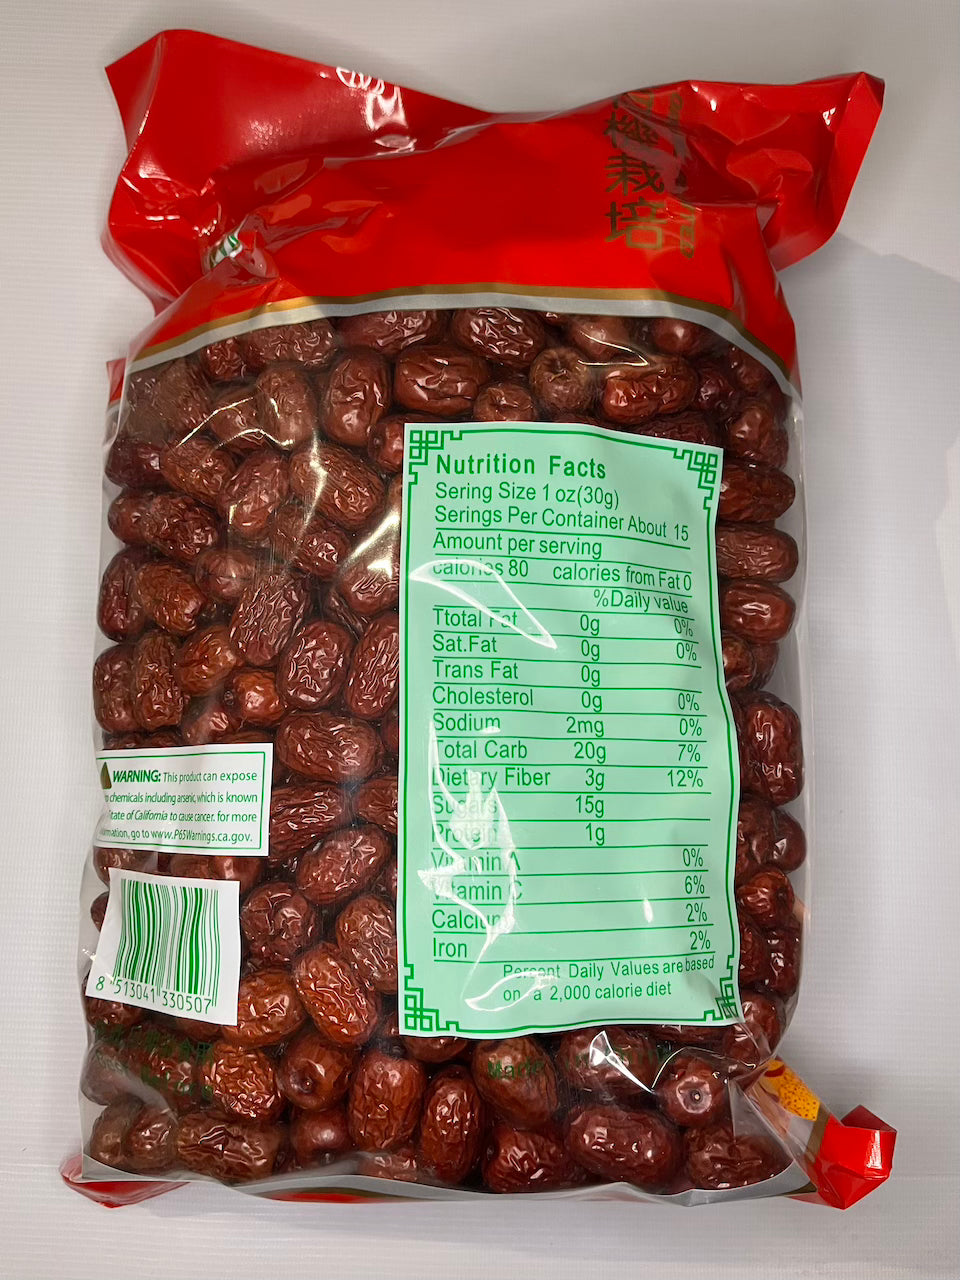 機
栽
培
Nutrition Facts
Sering Size 1 oz(30g)
Serings Per Container About 15
Amount per serving
calories 80 calories from Fat 0
%Daily value
Ttotal Fat 0g 0%
Sat.Fat 0g 0%
Trans Fat 0g
Cholesterol 0g 0%
Sodium 2mg 0%
Total Carb 20g 7%
Dietary Fiber 3g 12%
Sugars 15g
Protein 1g
Vitamin A 0%
Vitamin C 6%
Calcium 2%
Iron 2%
Percent Daily Values are based
on a 2,000 calorie diet
WARNING: This product can expose
chemicals including arsenic, which is known
State of California to cause cancer. for more
go to www.P65Warnings.ca.gov.
8 513041 330507